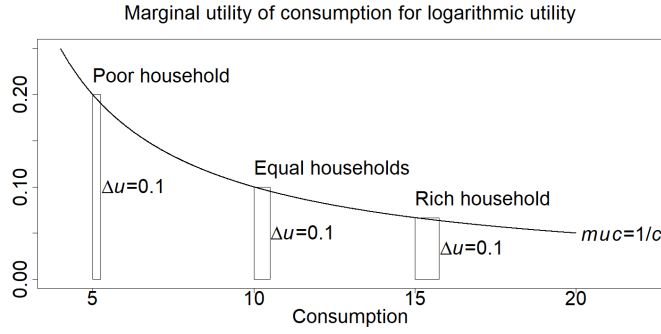 Marginal utility of consumption for logarithmic utility
0.20
Poor household
Δu=0.1
0.10
Equal households
Δu=0.1
Rich household
Δu=0.1
muc=1/c
0.00
5 10 15 20
Consumption